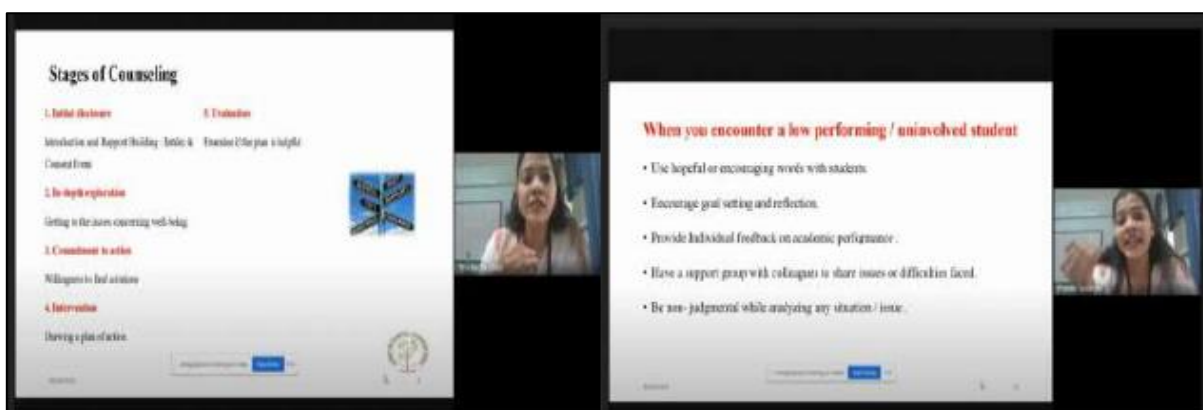 Stages of Counseling
1. Initial disclosure
Introduction and Rapport Building : Intake &
Consent Form
2. In-depth exploration
Getting to the issues concerning well-being
3. Commitment to action
Willingness to find solutions
4. Intervention
Drawing a plan of action
5. Evaluation
if the plan is helpful
When you encounter a low performing / uninvolved student
• Use hopeful or encouraging words with students.
• Encourage goal setting and reflection.
• Provide Individual feedback on academic performance .
• Have a support group with colleagues to share issues or difficulties faced.
• Be non- judgmental while analyzing any situation / issue .